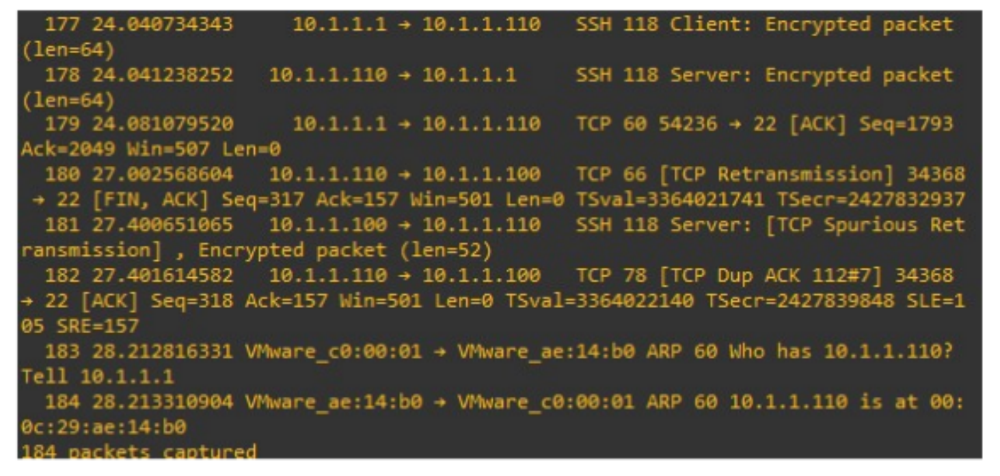 177 24.040734343 10.1.1.1 → 10.1.1.110 SSH 118 Client: Encrypted packet
(len=64)
178 24.041238252 10.1.1.110 → 10.1.1.1 SSH 118 Server: Encrypted packet
(len=64)
179 24.081079520 10.1.1.1 → 10.1.1.110 TCP 60 54236 → 22 [ACK] Seq=1793
Ack=2049 Win=507 Len=0
180 27.002568604 10.1.1.110 → 10.1.1.100 TCP 66 [TCP Retransmission] 34368
→ 22 [FIN, ACK] Seq=317 Ack=157 Win=501 Len=0 TSval=3364021741 TSecr=2427832937
181 27.400651065 10.1.1.100 → 10.1.1.110 SSH 118 Server: [TCP Spurious Ret
ransmission] , Encrypted packet (len=52)
182 27.401614582 10.1.1.110 → 10.1.1.100 TCP 78 [TCP Dup ACK 112#7] 34368
→ 22 [ACK] Seq=318 Ack=157 Win=501 Len=0 TSval=3364022140 TSecr=2427839848 SLE=1
05 SRE=157
183 28.212816331 VMware_c0:00:01 → VMware_ae:14:b0 ARP 60 Who has 10.1.1.110?
Tell 10.1.1.1
184 28.213310904 VMware_ae:14:b0 → VMware_c0:00:01 ARP 60 10.1.1.110 is at 00:
0c:29:ae:14:b0
184 packets captured